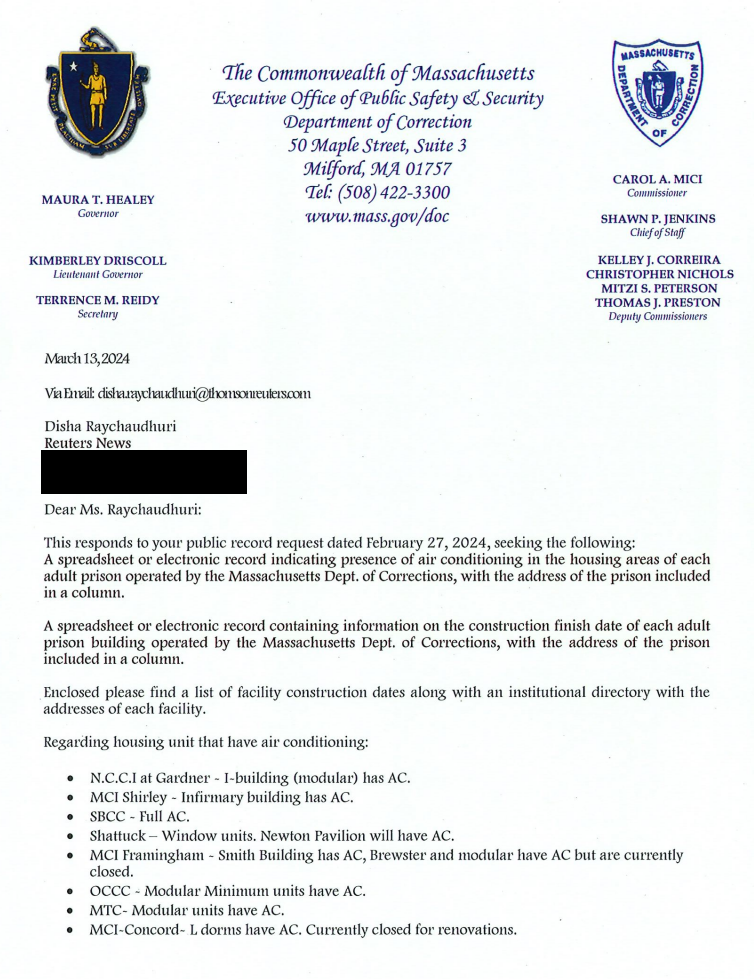 The Commonwealth of Massachusetts
Executive Office of Public Safety & Security
Department of Correction
50 Maple Street, Suite 3
Milford, MA 01757
Tel: (508) 422-3300
www.mass.gov/doc
MASSACHUSETTS
DEPARTMENT OF CORRECTION
MAURA T. HEALEY
Governor
KIMBERLEY DRISCOLL
Lieutenant Governor
TERRENCE M. REIDY
Secretary
CAROL A. MICI
Commissioner
SHAWN P. JENKINS
Chief of Staff
KELLEY J. CORREIRA
CHRISTOPHER NICHOLS
MITZI S. PETERSON
THOMAS J. PRESTON
Deputy Commissioners
March 13, 2024
Via Email: disha.raychaudhuri@thomsonreuters.com
Disha Raychaudhuri
Reuters News
Dear Ms. Raychaudhuri:
This responds to your public record request dated February 27, 2024, seeking the following:
A spreadsheet or electronic record indicating presence of air conditioning in the housing areas of each
adult prison operated by the Massachusetts Dept. of Corrections, with the address of the prison included
in a column.
A spreadsheet or electronic record containing information on the construction finish date of each adult
prison building operated by the Massachusetts Dept. of Corrections, with the address of the prison
included in a column.
Enclosed please find a list of facility construction dates along with an institutional directory with the
addresses of each facility.
Regarding housing unit that have air conditioning:
• N.C.C.I at Gardner - I-building (modular) has AC.
• MCI Shirley - Infirmary building has AC.
• SBCC - Full AC.
• Shattuck – Window units. Newton Pavilion will have AC.
• MCI Framingham - Smith Building has AC, Brewster and modular have AC but are currently
closed.
• OCCC - Modular Minimum units have AC.
• MTC- Modular units have AC.
• MCI-Concord- L dorms have AC. Currently closed for renovations.